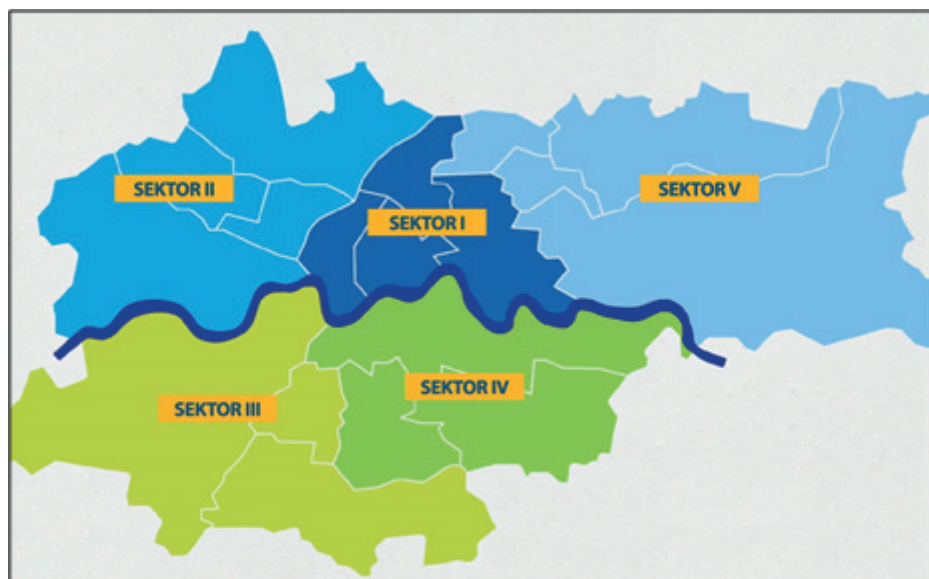 SEKTOR II
SEKTOR I
SEKTOR V
SEKTOR III
SEKTOR IV